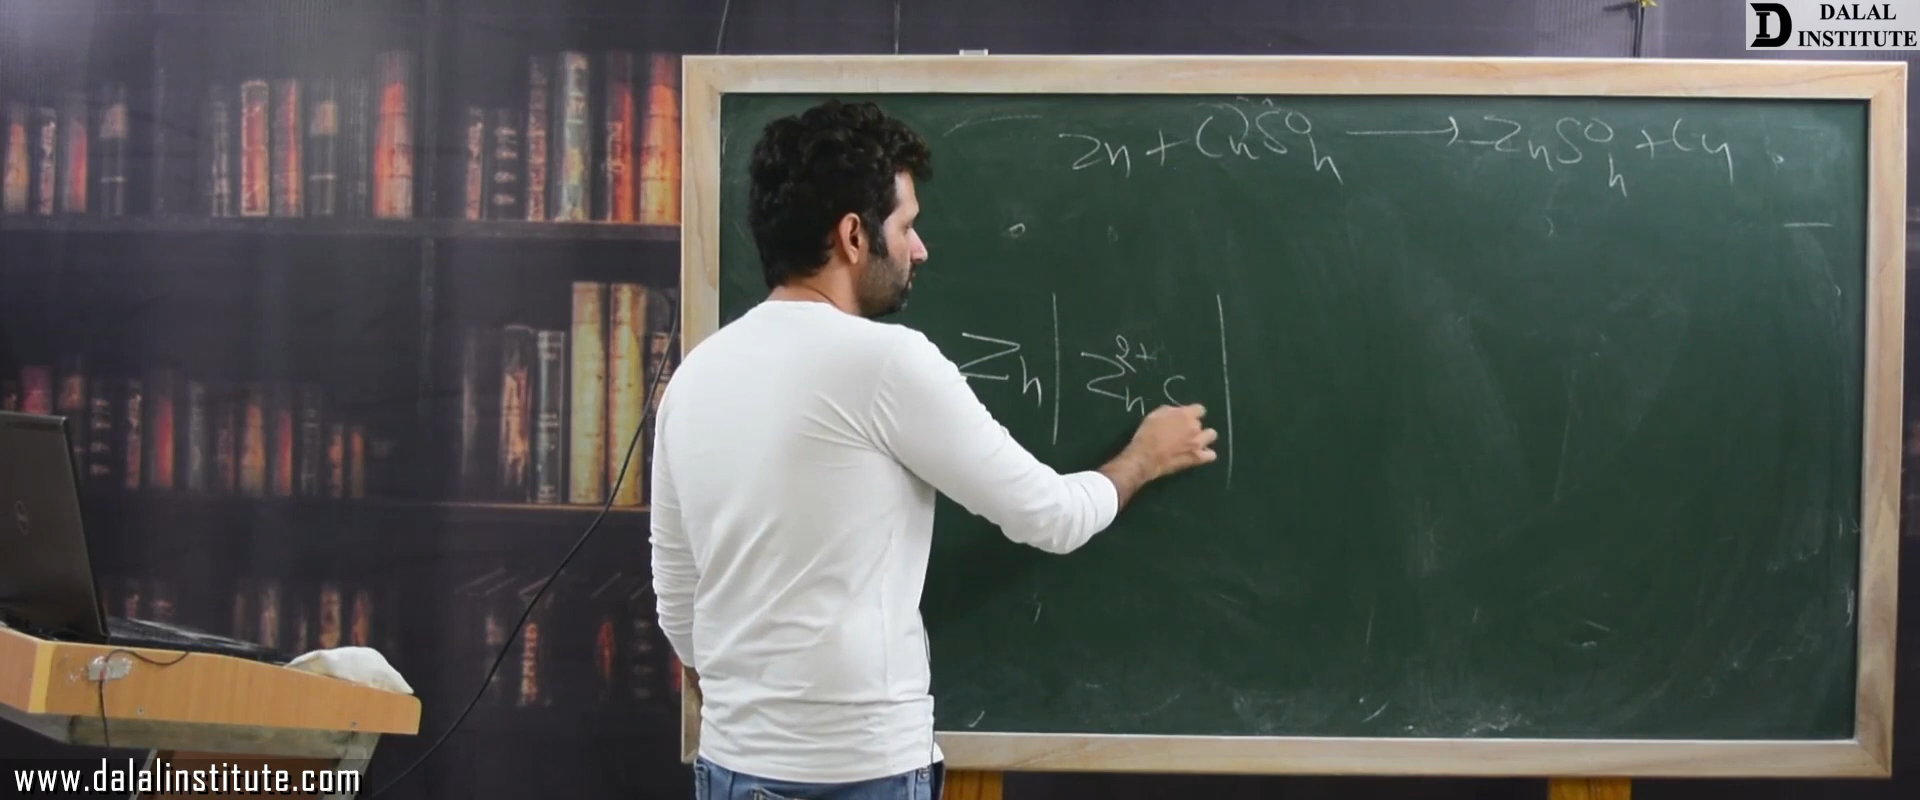 DALAL
INSTITUTE
Zn + CuSO4 → ZnSO4 + Cu
Zn | Zn2+ S |
www.dalalinstitute.com